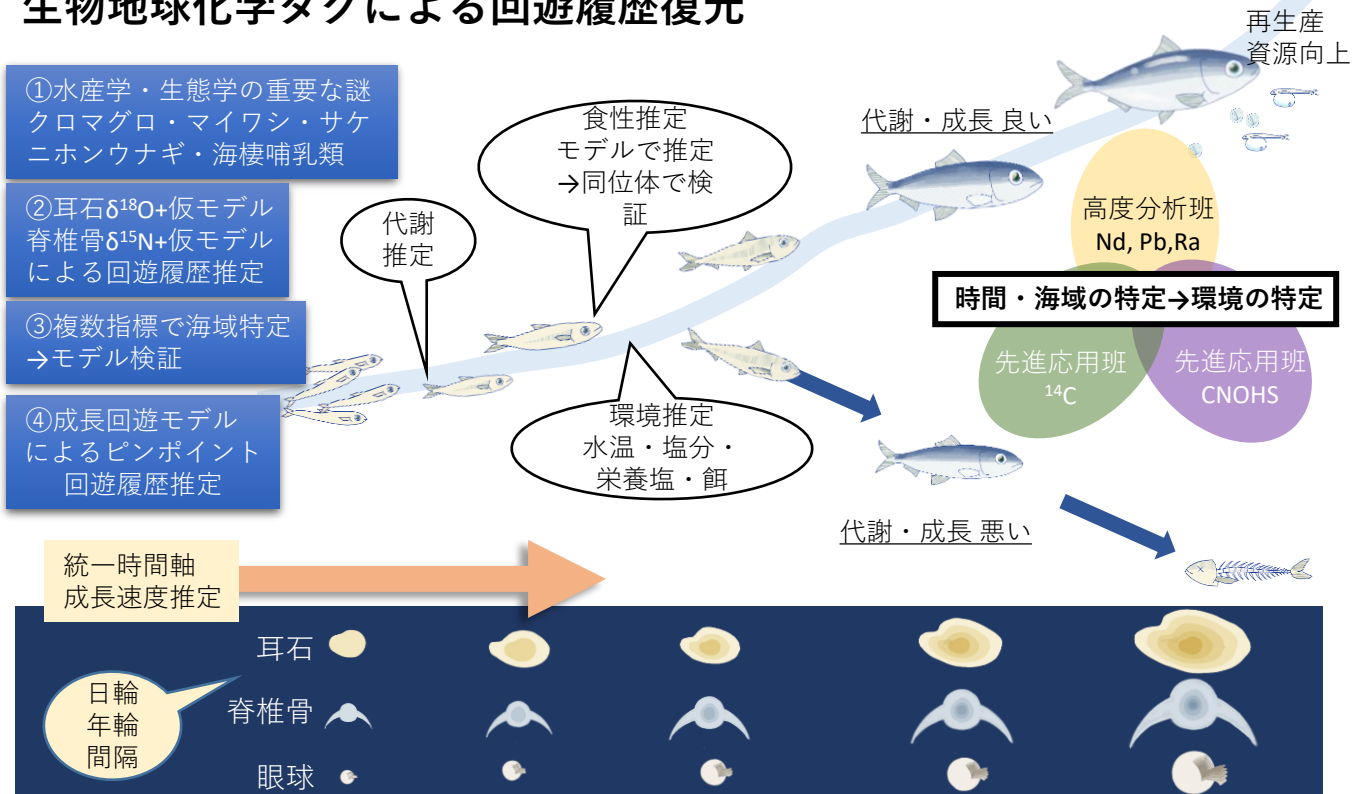 生物地球化学タグによる回遊履歴復元
①水産学・生態学の重要な謎
クロマグロ・マイワシ・サケ
ニホンウナギ・海棲哺乳類
②耳石δ¹⁸O+仮モデル
脊椎骨δ¹⁵N+仮モデル
による回遊履歴推定
③複数指標で海域特定
→モデル検証
④成長回遊モデル
によるピンポイント
回遊履歴推定
代謝
推定
食性推定
モデルで推定
→同位体で検
証
環境推定
水温・塩分・
栄養塩・餌
代謝・成長 良い
再生産
資源向上
高度分析班
Nd, Pb,Ra
時間・海域の特定→環境の特定
先進応用班
¹⁴C
先進応用班
CNOHS
代謝・成長 悪い
統一時間軸
成長速度推定
日輪
年輪
間隔
耳石
脊椎骨
眼球